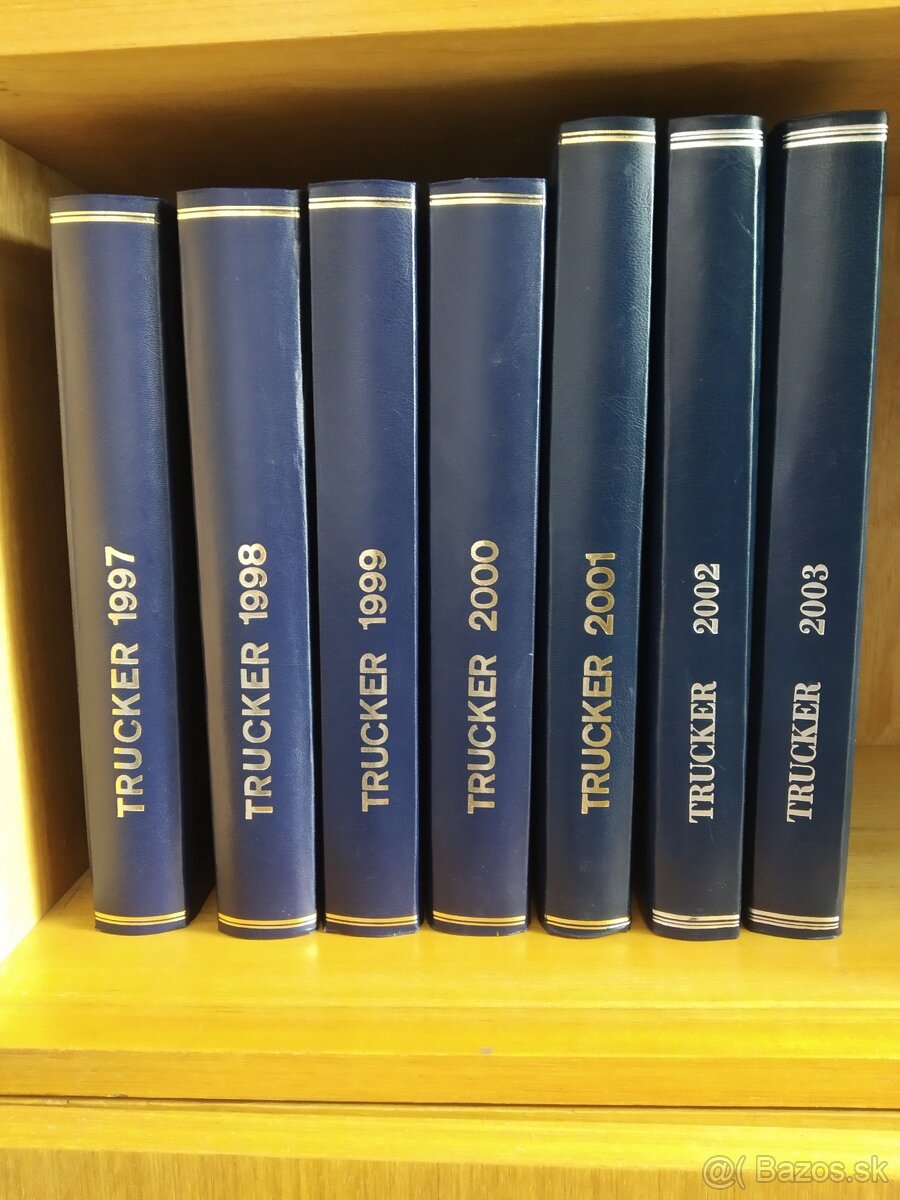 TRUCKER 1997
TRUCKER 1998
TRUCKER 1999
TRUCKER 2000
TRUCKER 2001
TRUCKER 2002
TRUCKER 2003
@( Bazos.sk